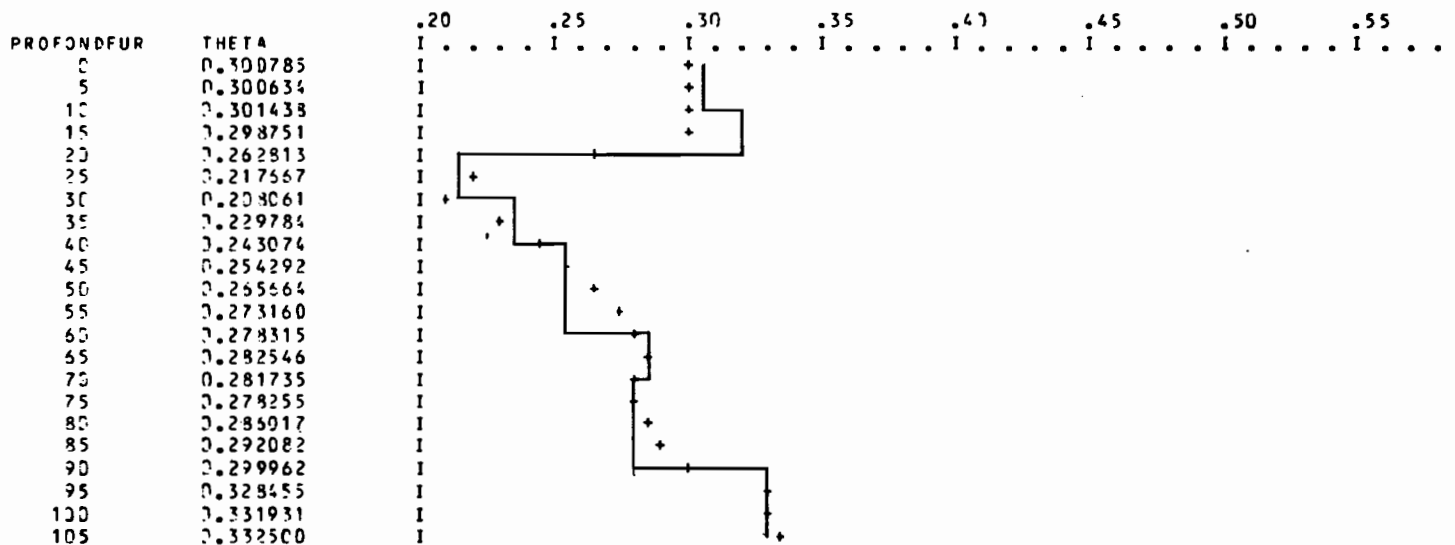 .20 .25 .30 .35 .40 .45 .50 .55
PROFONDEUR THETA I . . . . I . . . . I . . . . I . . . . I . . . . I . . . . I . . . . I . .
0 0.300785 I
5 0.300634 I
10 0.301438 I
15 0.298751 I
20 0.262813 I
25 0.217567 I
30 0.208061 I
35 0.229784 I
40 0.243074 I
45 0.254292 I
50 0.265664 I
55 0.273160 I
60 0.278315 I
65 0.282546 I
70 0.281735 I
75 0.278255 I
80 0.286017 I
85 0.292082 I
90 0.299962 I
95 0.328455 I
100 0.331931 I
105 0.332500 I